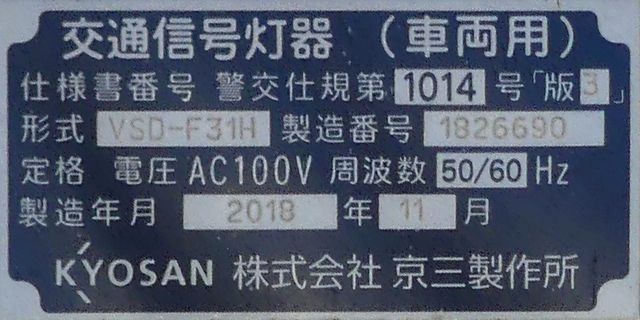 交通信号灯器（車両用）
仕様書番号 警交仕規第 1014 号「版 3」
形式 VSD-F31H 製造番号 1826690
定格 電圧 AC100V 周波数 50/60 Hz
製造年月 2018 年 11 月
KYOSAN 株式会社 京三製作所